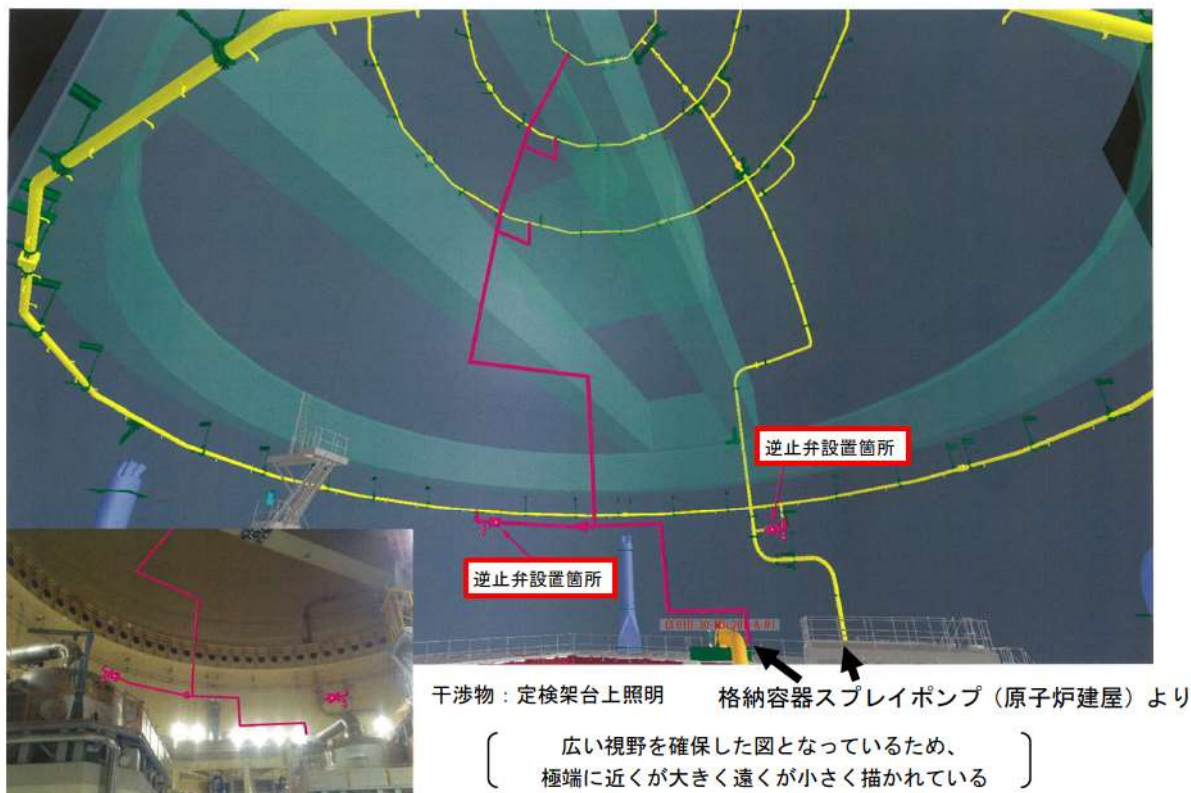 逆止弁設置箇所
逆止弁設置箇所
干渉物：定検架台上照明
格納容器スプレイポンプ（原子炉建屋）より
広い視野を確保した図となっているため、
極端に近くが大きく遠くが小さく描かれている